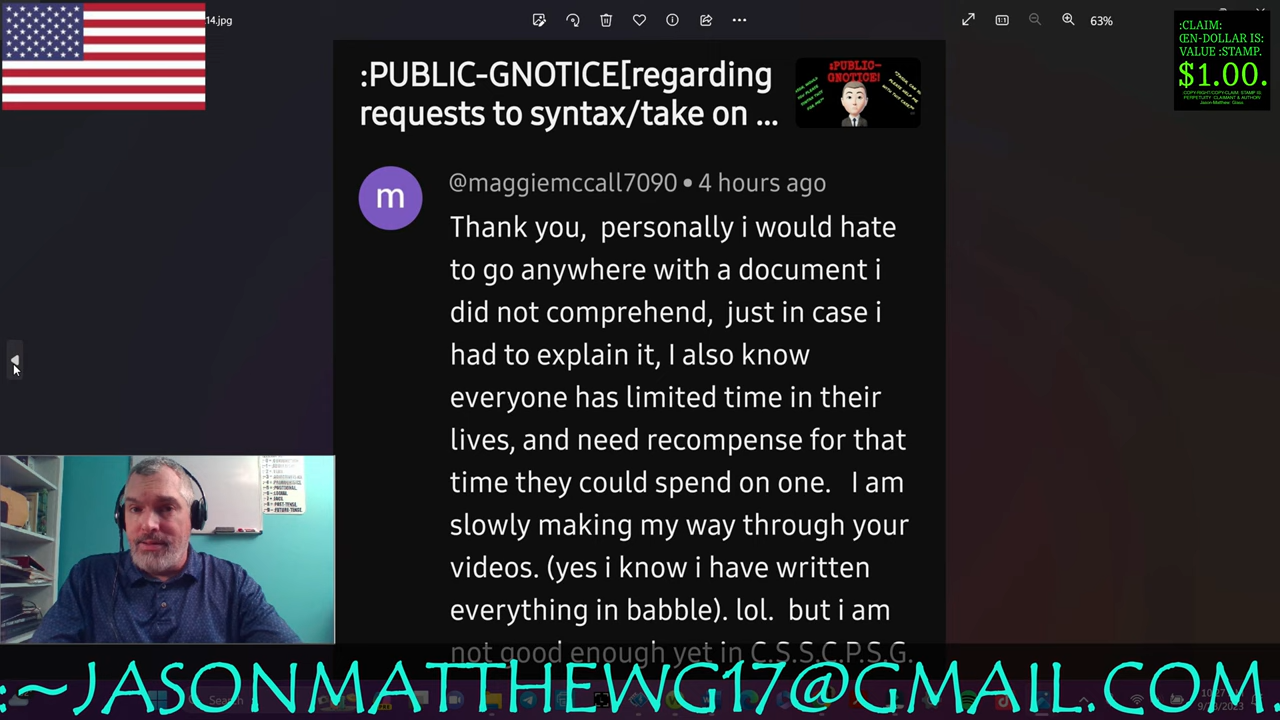 14.jpg
63%
:CLAIM:
VALUE :STAMP.
$1.00.
:PUBLIC-GNOTICE[regarding
requests to syntax/take on ...
:PUBLIC-
GNOTICE!
@maggiemccall7090 • 4 hours ago
m
Thank you, personally i would hate
to go anywhere with a document i
did not comprehend, just in case i
had to explain it, I also know
everyone has limited time in their
lives, and need recompense for that
time they could spend on one. I am
slowly making my way through your
videos. (yes i know i have written
everything in babble). lol. but i am
not good enough yet in C.S.S.C.P.S.G.
:~JASONMATTHEWG17@GMAIL.COM.
Search